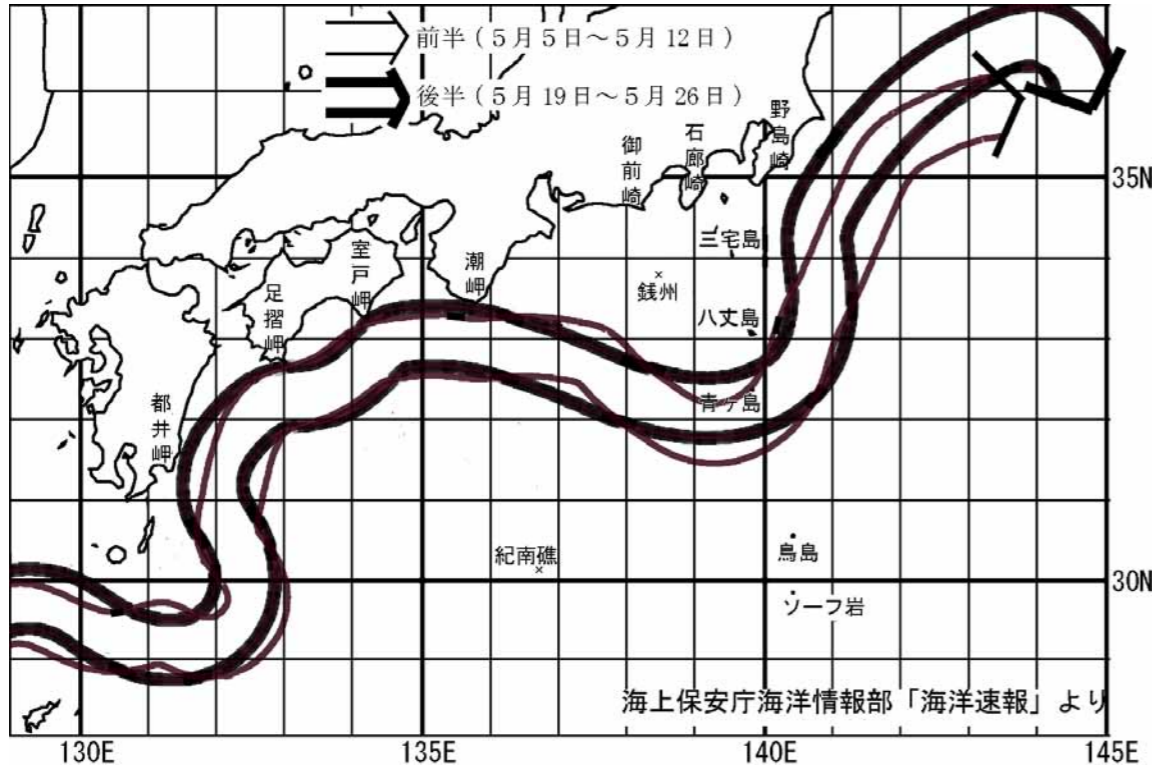 前半(5月5日～5月12日)
後半(5月19日～5月26日)
野島崎
石廊崎
御前崎
35N
三宅島
室戸岬
潮岬
銭州
足摺岬
八丈島
青ヶ島
都井岬
紀南礁
鳥島
30N
ソーフ岩
海上保安庁海洋情報部「海洋速報」より
130E
135E
140E
145E